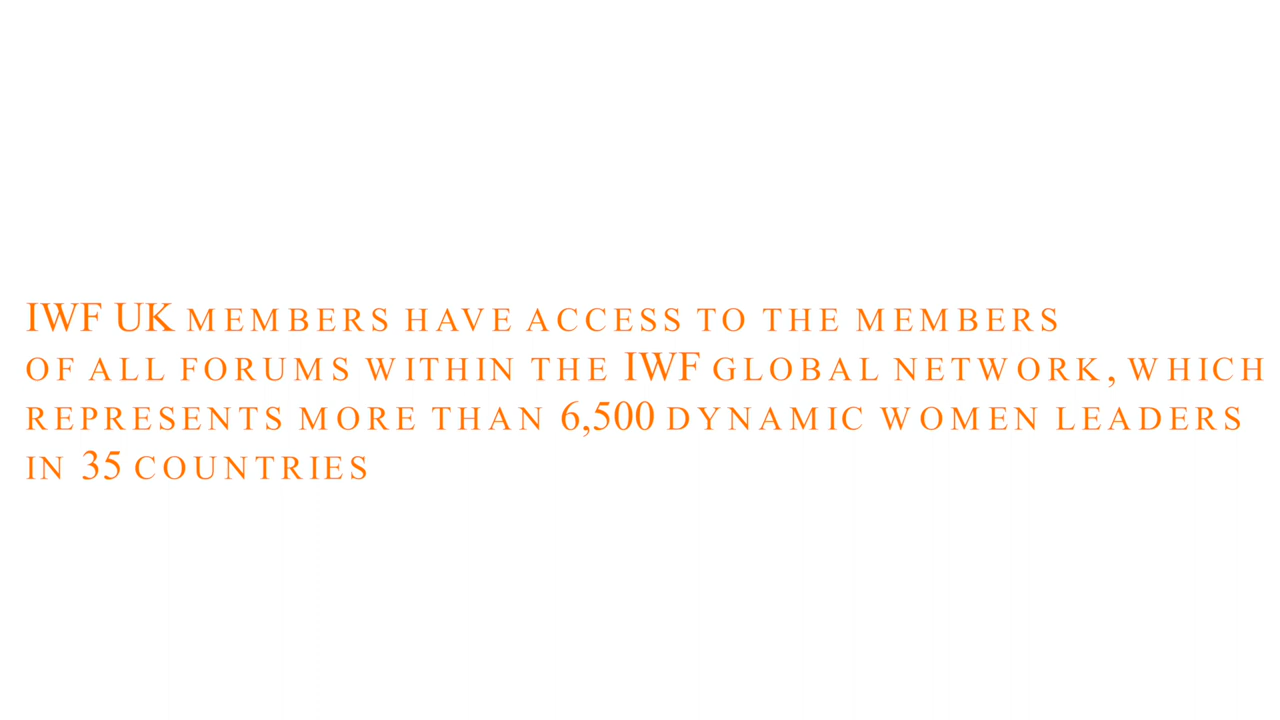 IWF UK MEMBERS HAVE ACCESS TO THE MEMBERS
OF ALL FORUMS WITHIN THE IWF GLOBAL NETWORK, WHICH
REPRESENTS MORE THAN 6,500 DYNAMIC WOMEN LEADERS
IN 35 COUNTRIES